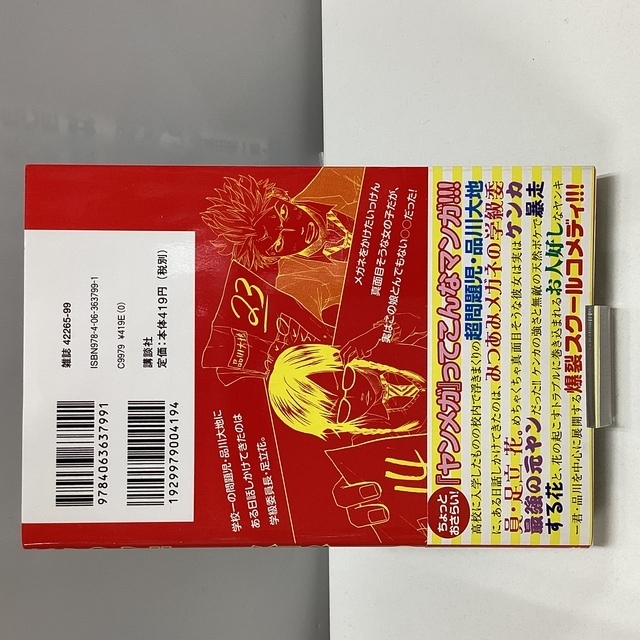 雑誌 42265-99
ISBN978-4-06-363799-1
C9979 ¥419E(0)
講談社
定価:本体419円(税別)
9784063637991
1929979004194
学校一の問題児・品川大地に
ある日話しかけてきたのは
学級委員長・足立花。
メガネをかけたいっけん
真面目そうな女の子だが、
実はこの娘とんでもない○○だった!
品川大地
23
14
ちょっと
おさらい!
『ヤンメガ』ってこんなマンガ!!!
高校に入学したものの校内で浮きまくりの超問題児・品川大地
に、ある日話しかけてきたのは、みつあみメガネの学級委
員・足立 花。めちゃくちゃ真面目そうな彼女は実はケンカ
最強の元ヤンだった!! ケンカの強さと無敵の天然ボケで暴走
する花と、花の起こすトラブルに巻き込まれるお人好しなヤンキ
ー君・品川を中心に展開する爆裂スクールコメディ!!!